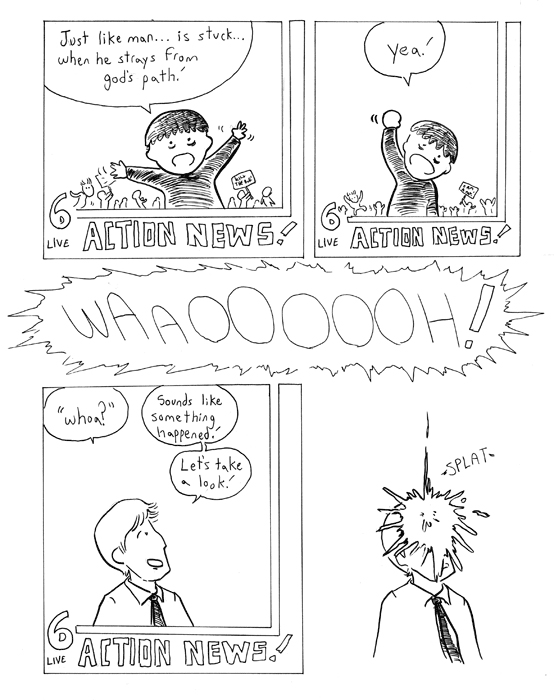 Just like man... is stuck...
when he strays from
god's path!
6
LIVE
ACTION NEWS!
yea!
6
LIVE
ACTION NEWS!
WAAOOOOOOH!
"whoa?"
Sounds like
something
happened!
Let's take
a look!
6
LIVE
ACTION NEWS!
SPLAT